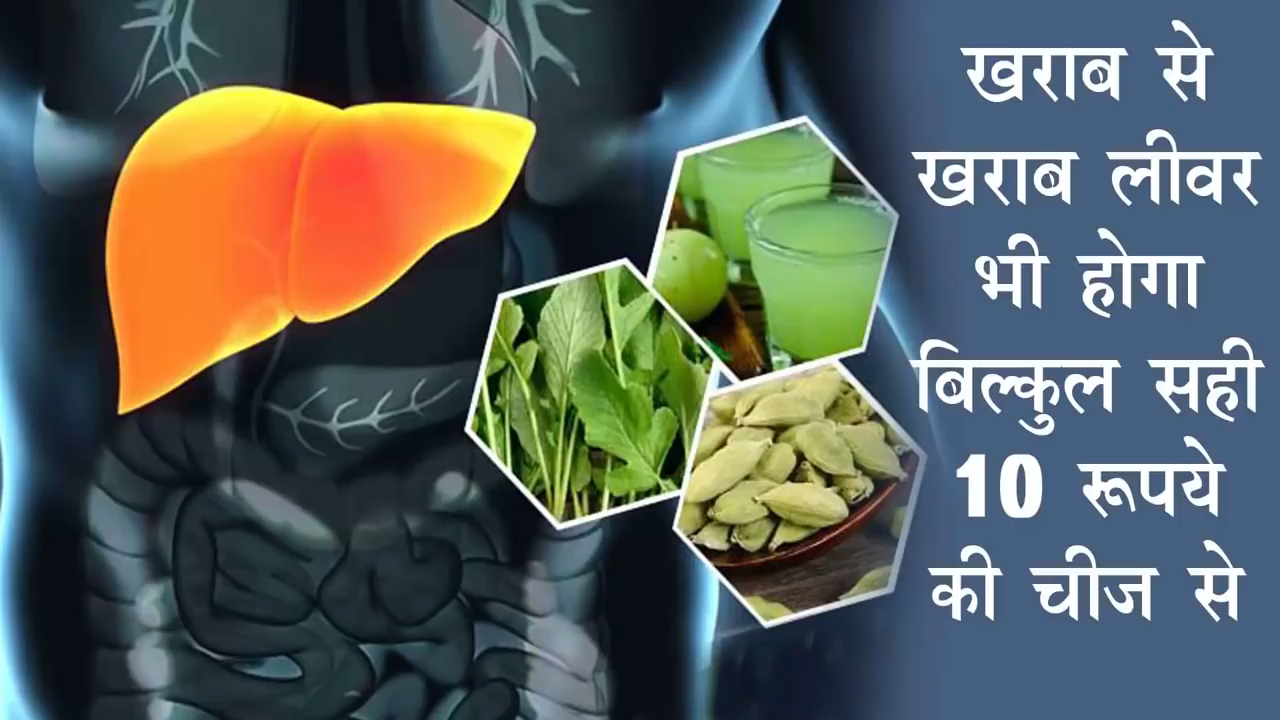 खराब से
खराब लीवर
भी होगा
बिल्कुल सही
10 रूपये
की चीज से